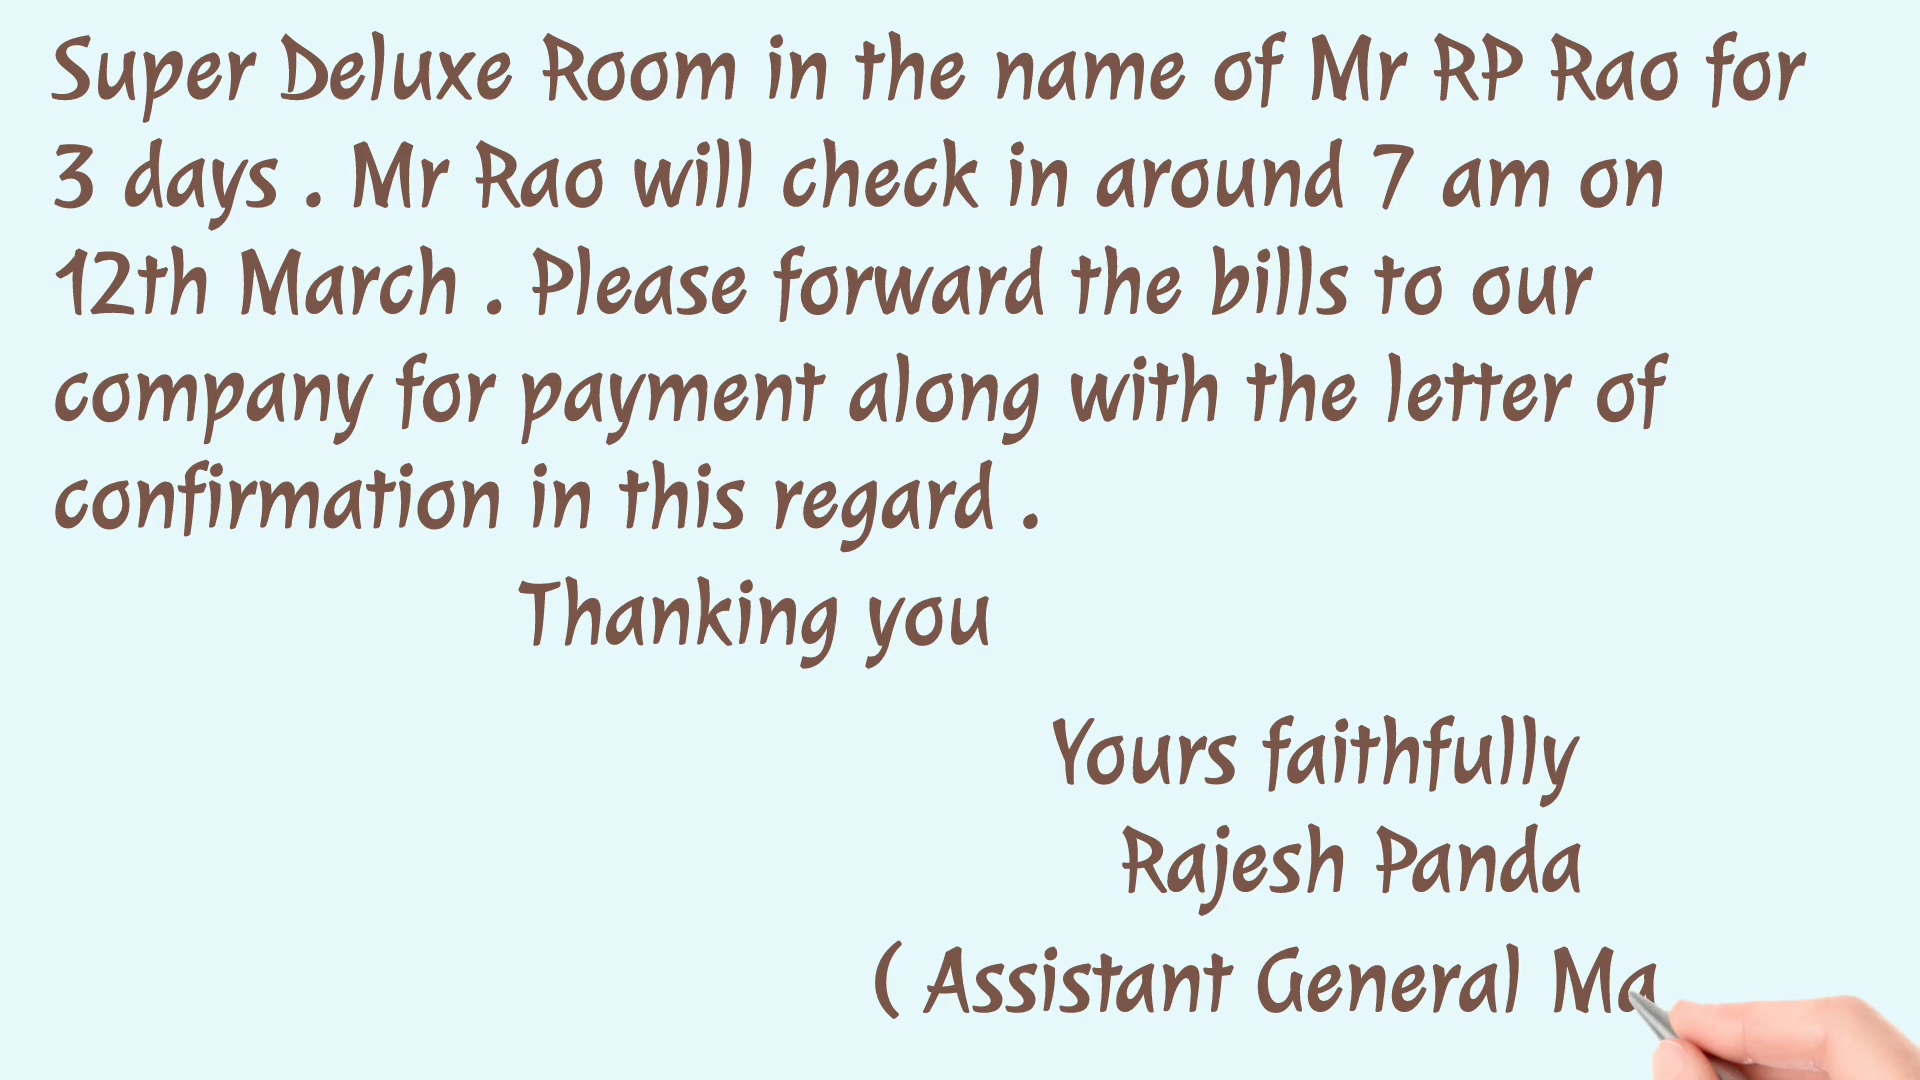 Super Deluxe Room in the name of Mr RP Rao for
3 days . Mr Rao will check in around 7 am on
12th March . Please forward the bills to our
company for payment along with the letter of
confirmation in this regard .
Thanking you
Yours faithfully
Rajesh Panda
( Assistant General Ma